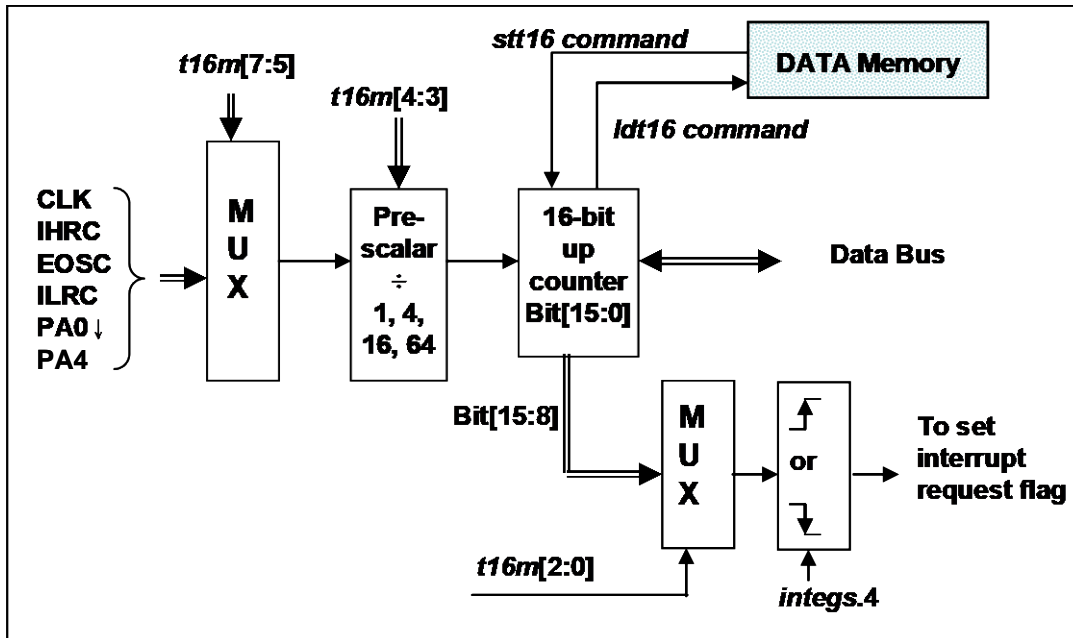 stt16 command
DATA Memory
t16m[7:5]
t16m[4:3]
ldt16 command
CLK
IHRC
EOSC
ILRC
PA0↓
PA4
M
U
X
Pre-
scalar
÷
1, 4,
16, 64
16-bit
up
counter
Bit[15:0]
Data Bus
Bit[15:8]
M
U
X
or
To set
interrupt
request flag
t16m[2:0]
integs.4